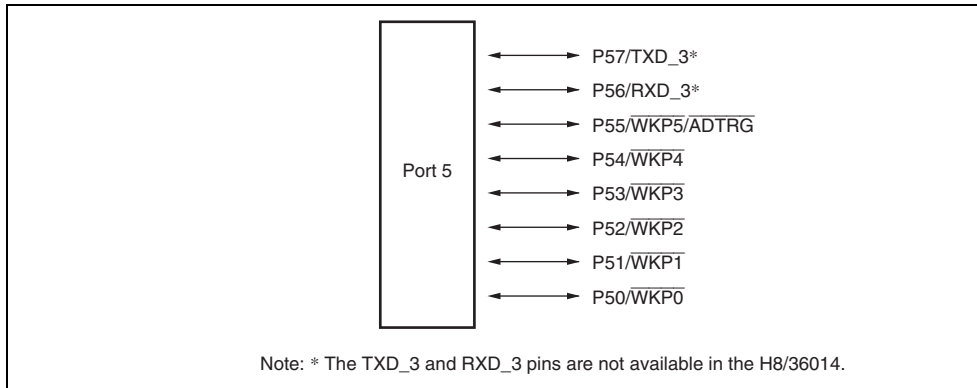 Port 5
P57/TXD_3*
P56/RXD_3*
P55/WKP5/ADTRG
P54/WKP4
P53/WKP3
P52/WKP2
P51/WKP1
P50/WKP0
Note: * The TXD_3 and RXD_3 pins are not available in the H8/36014.